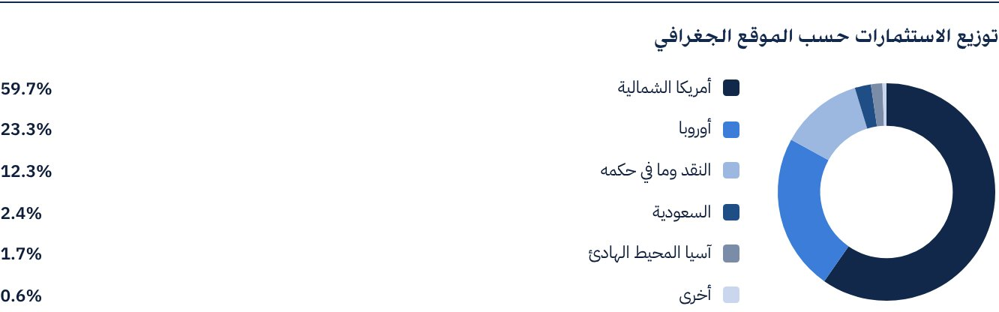 توزيع الاستثمارات حسب الموقع الجغرافي
أمريكا الشمالية 59.7%
أوروبا 23.3%
النقد وما في حكمه 12.3%
السعودية 2.4%
آسيا المحيط الهادئ 1.7%
أخرى 0.6%